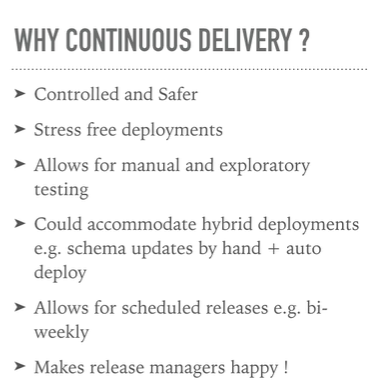 WHY CONTINUOUS DELIVERY ?
➤ Controlled and Safer
➤ Stress free deployments
➤ Allows for manual and exploratory
testing
➤ Could accommodate hybrid deployments
e.g. schema updates by hand + auto
deploy
➤ Allows for scheduled releases e.g. bi-
weekly
➤ Makes release managers happy !